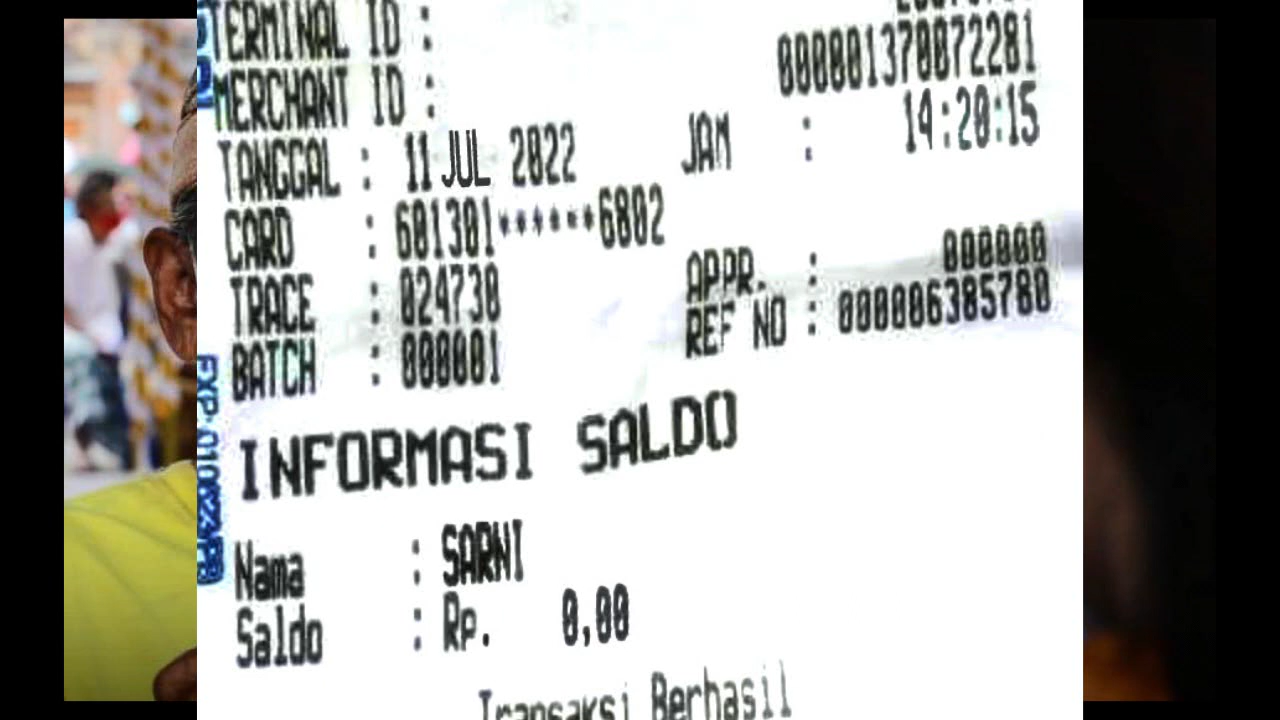 TERMINAL ID :
MERCHANT ID : 000001370872281
TANGGAL : 11 JUL 2022 JAM : 14:20:15
CARD : 601301******6802
TRACE : 024730 APPR. : 000000
BATCH : 000001 REF NO : 000006385780
INFORMASI SALDO
Nama : SARNI
Saldo : Rp. 0,00
Transaksi Berhasil